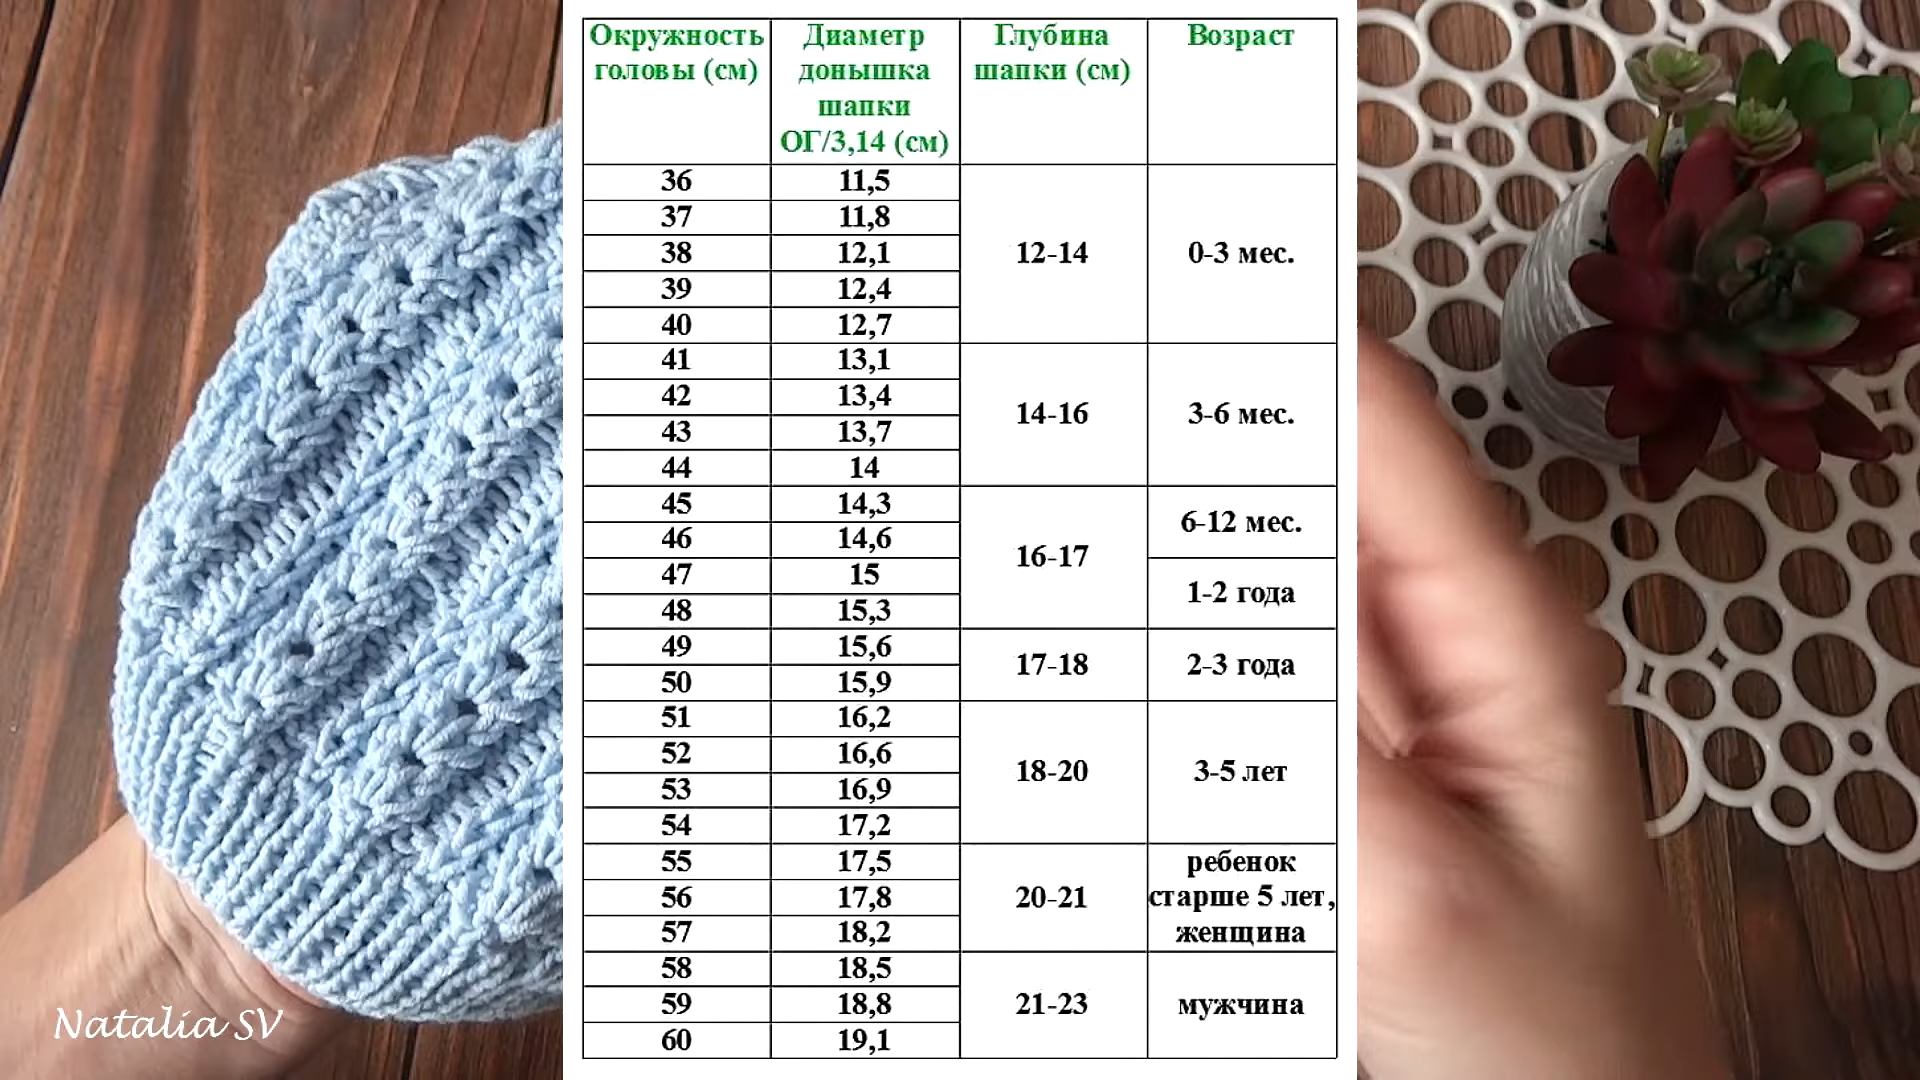 Окружность головы (см)
Диаметр донышка шапки ОГ/3,14 (см)
Глубина шапки (см)
Возраст
36 11,5
37 11,8
38 12,1 12-14 0-3 мес.
39 12,4
40 12,7
41 13,1
42 13,4
14-16 3-6 мес.
43 13,7
44 14
45 14,3
6-12 мес.
46 14,6
16-17
47 15
1-2 года
48 15,3
49 15,6
17-18 2-3 года
50 15,9
51 16,2
52 16,6
18-20 3-5 лет
53 16,9
54 17,2
55 17,5 ребенок
56 17,8 20-21 старше 5 лет,
57 18,2 женщина
58 18,5
59 18,8 21-23 мужчина
60 19,1
Natalia SV